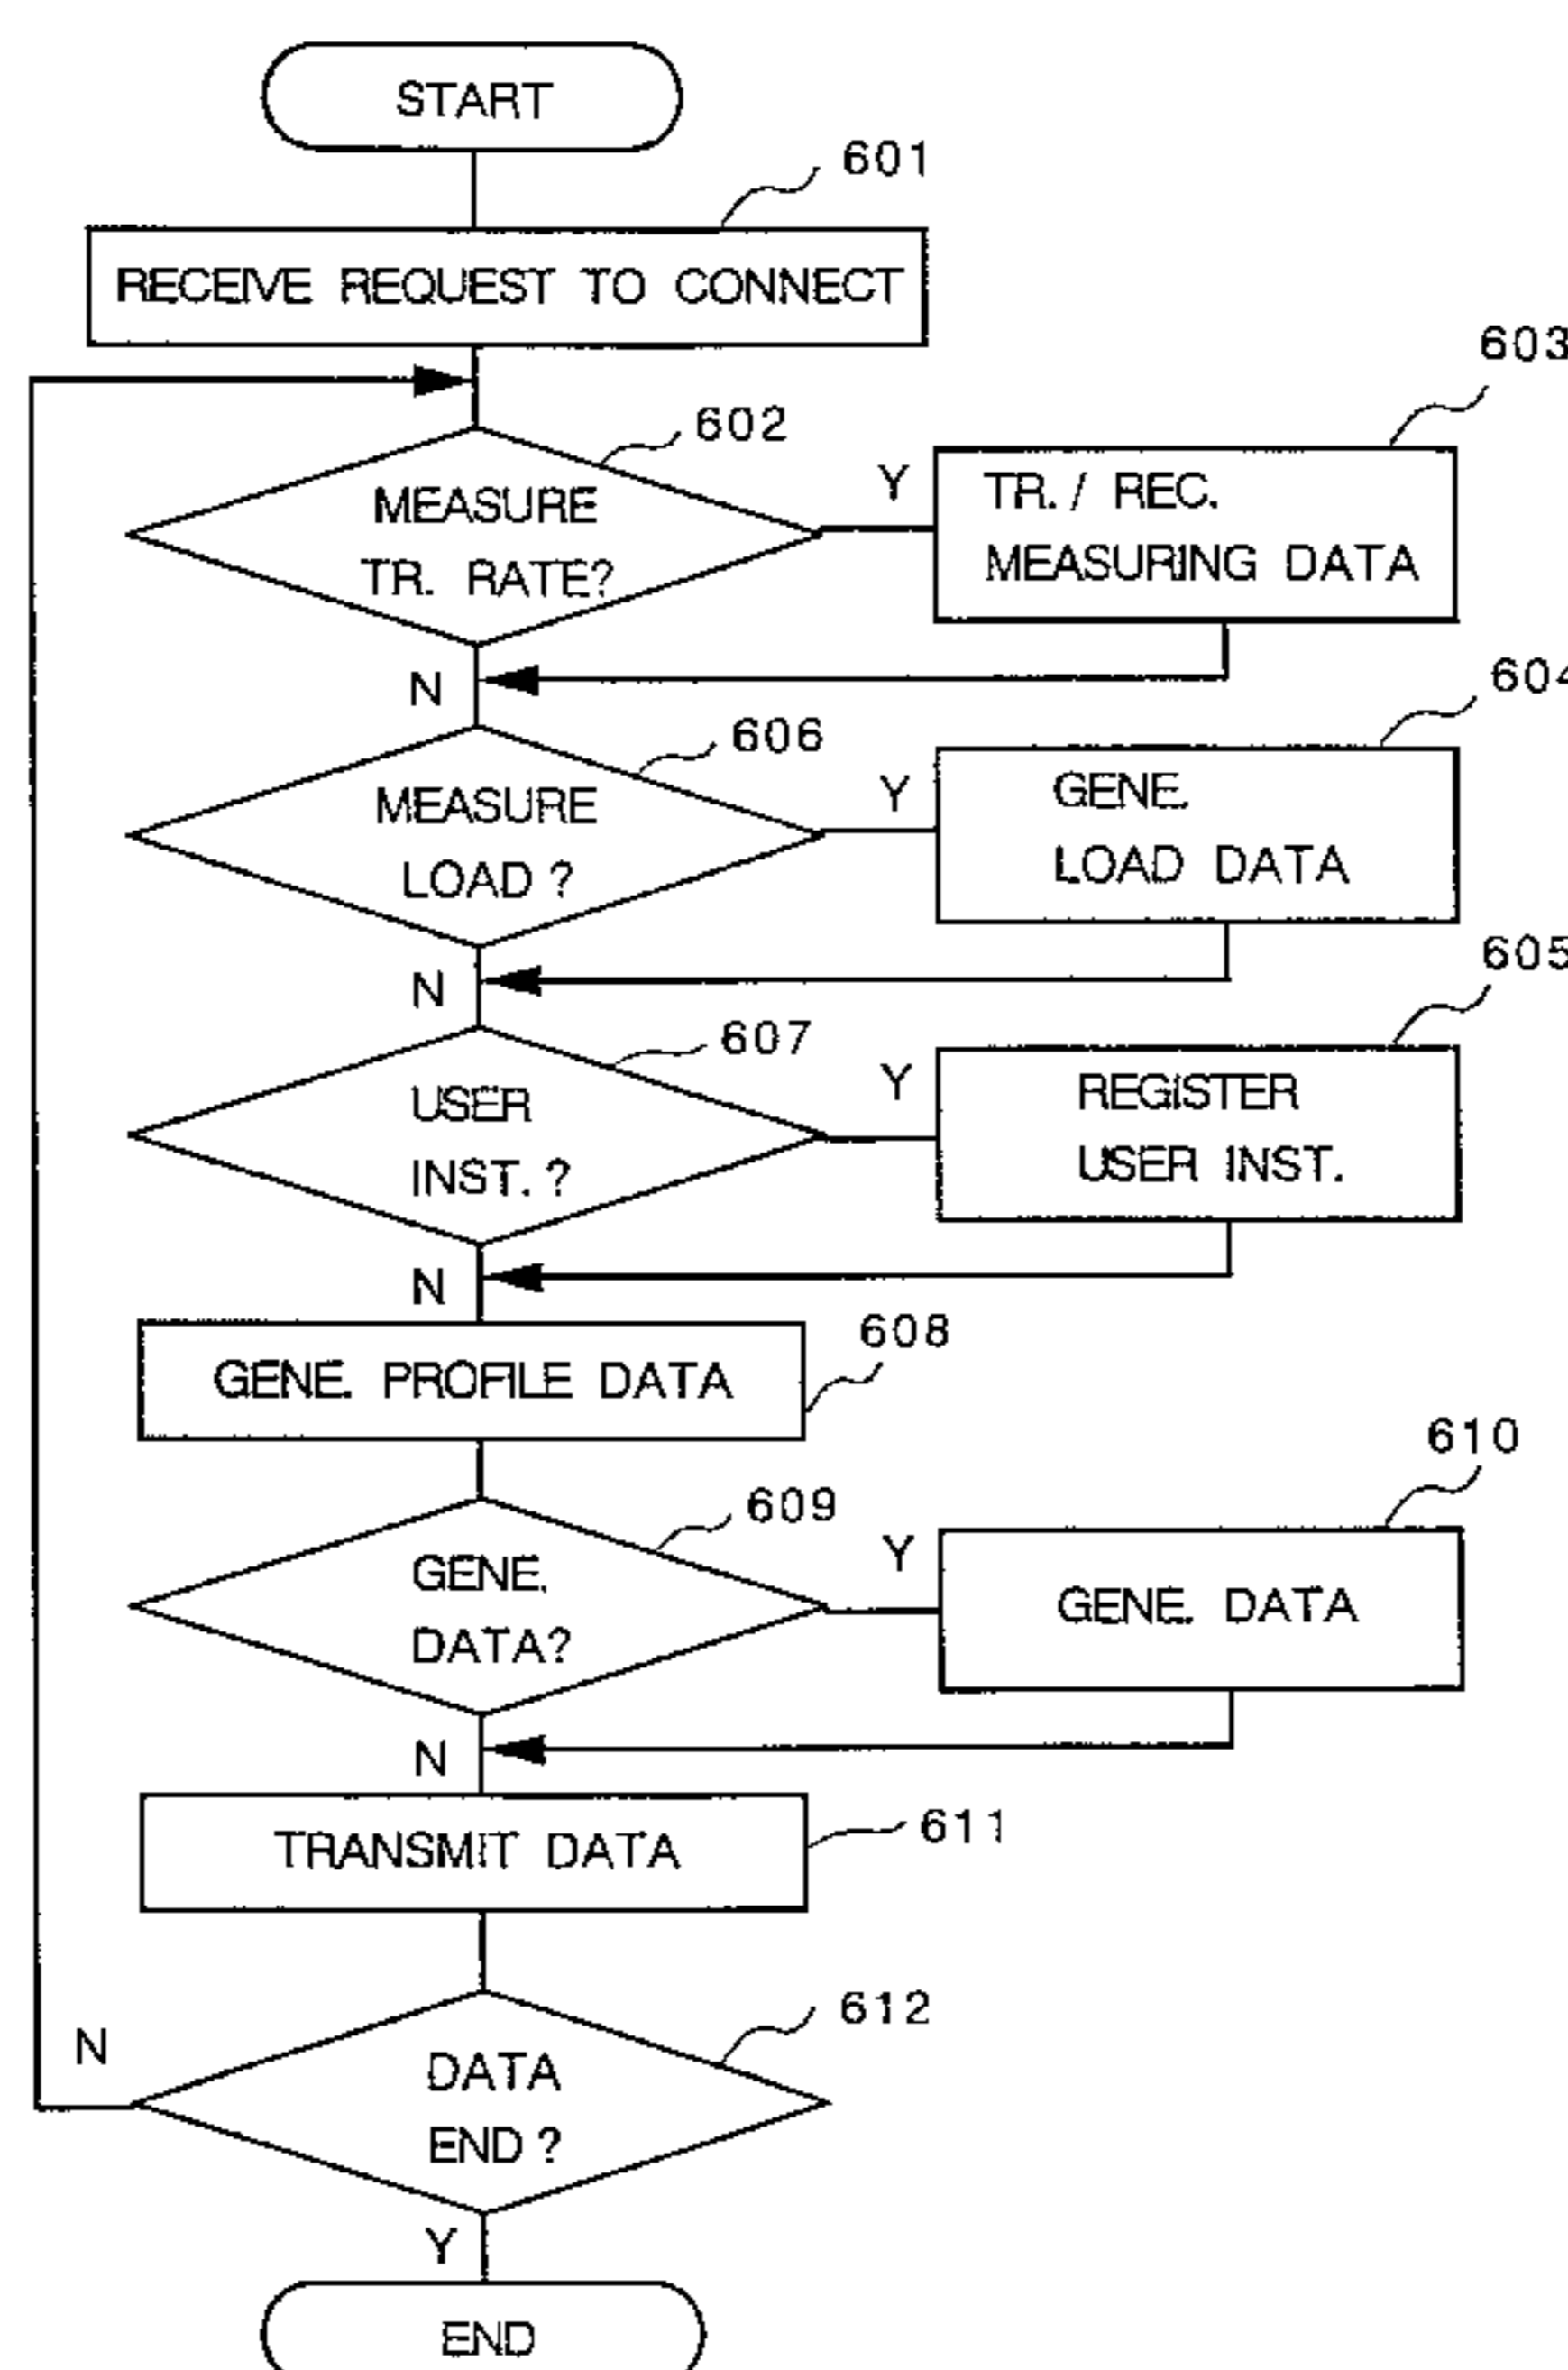 START
601
RECEIVE REQUEST TO CONNECT
603
602
MEASURE
TR. RATE?
Y
TR. / REC.
MEASURING DATA
N
604
606
MEASURE
LOAD ?
Y
GENE.
LOAD DATA
N
605
607
USER
INST. ?
Y
REGISTER
USER INST.
N
608
GENE. PROFILE DATA
610
609
GENE.
DATA?
Y
GENE. DATA
N
TRANSMIT DATA
611
612
DATA
END ?
N
Y
END